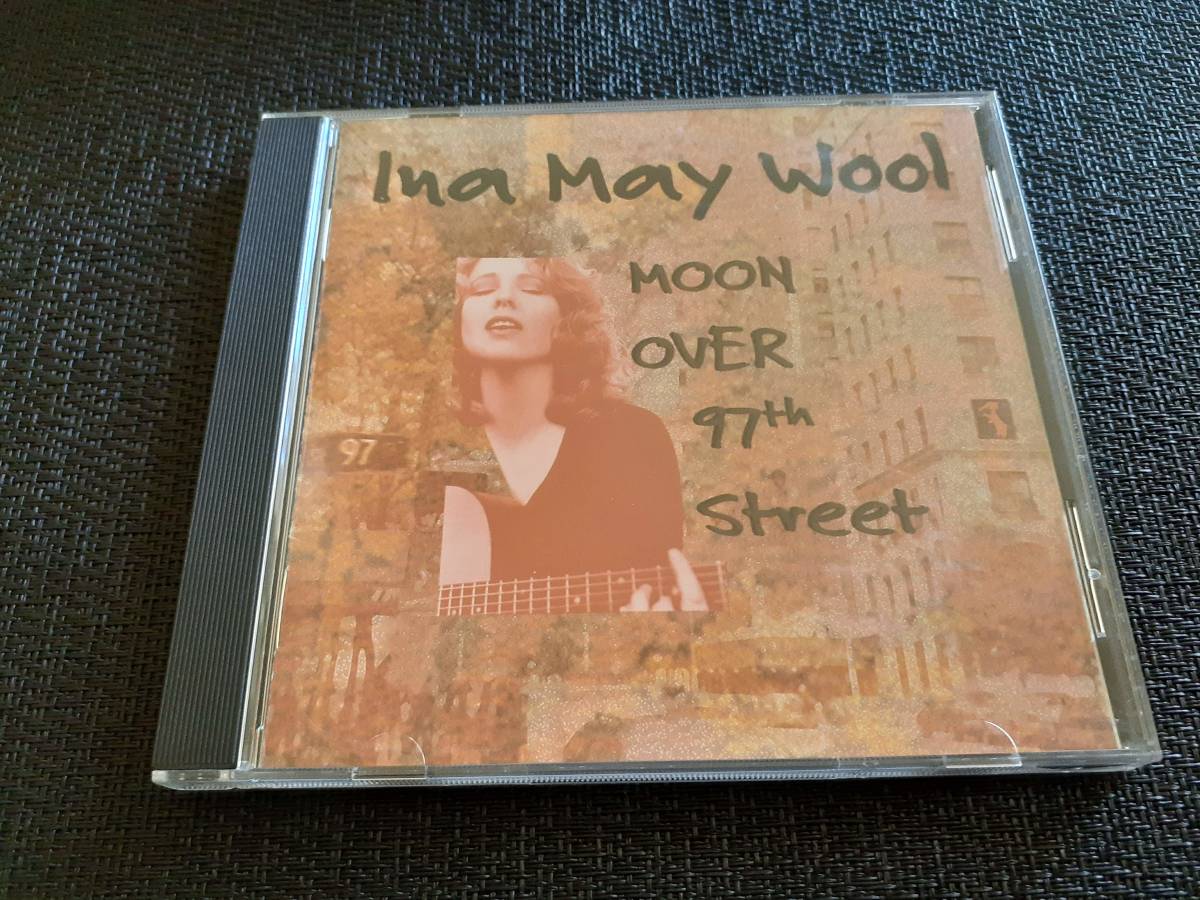 Ina May Wool
MOON
OVER
97th
Street
97